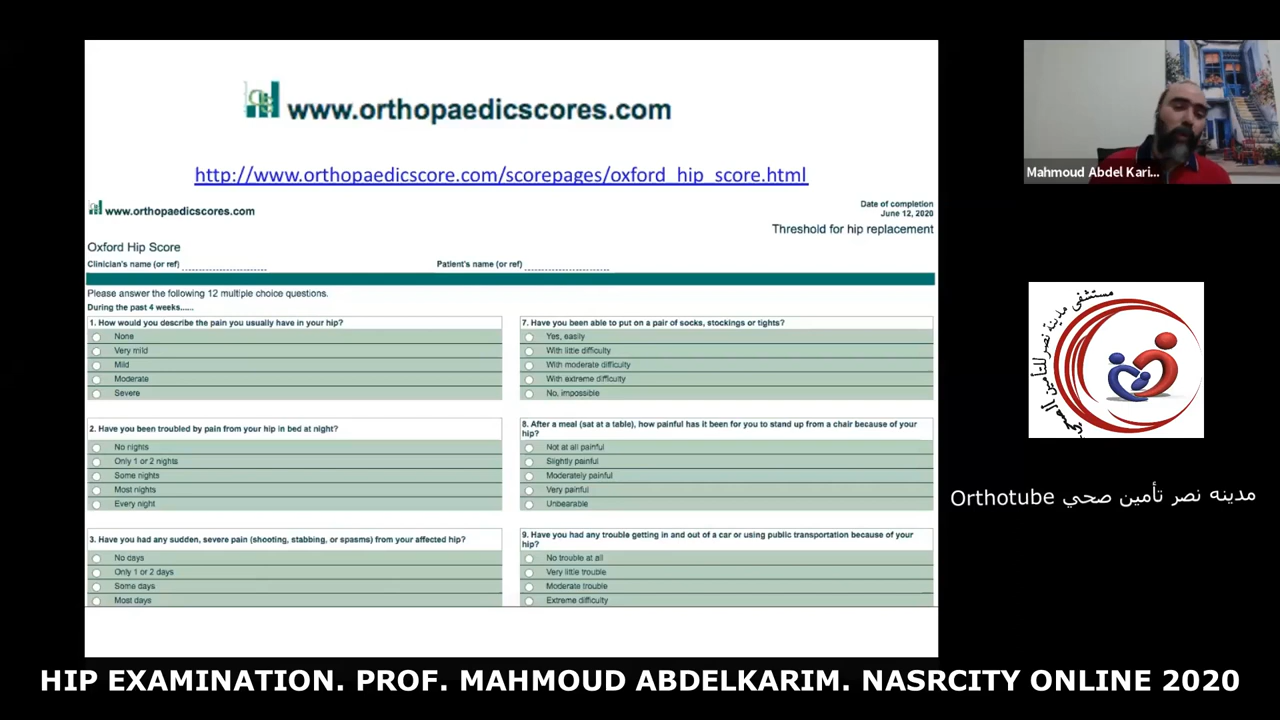 www.orthopaedicscores.com
http://www.orthopaedicscore.com/scorepages/oxford_hip_score.html
www.orthopaedicscores.com
Date of completion
June 12, 2020
Threshold for hip replacement
Oxford Hip Score
Clinician's name (or ref)
Patient's name (or ref)
Please answer the following 12 multiple choice questions.
During the past 4 weeks......
1. How would you describe the pain you usually have in your hip?
None
Very mild
Mild
Moderate
Severe
2. Have you been troubled by pain from your hip in bed at night?
No nights
Only 1 or 2 nights
Some nights
Most nights
Every night
3. Have you had any sudden, severe pain (shooting, stabbing, or spasms) from your affected hip?
No days
Only 1 or 2 days
Some days
Most days
7. Have you been able to put on a pair of socks, stockings or tights?
Yes, easily
With little difficulty
With moderate difficulty
With extreme difficulty
No, impossible
8. After a meal (sat at a table), how painful has it been for you to stand up from a chair because of your
hip?
Not at all painful
Slightly painful
Moderately painful
Very painful
Unbearable
9. Have you had any trouble getting in and out of a car or using public transportation because of your
hip?
No trouble at all
Very little trouble
Moderate trouble
Extreme difficulty
Mahmoud Abdel Kari...
مستشفى مدينة نصر للتأمين الصحي
Orthotube مدينه نصر تأمين صحي
HIP EXAMINATION. PROF. MAHMOUD ABDELKARIM. NASRCITY ONLINE 2020